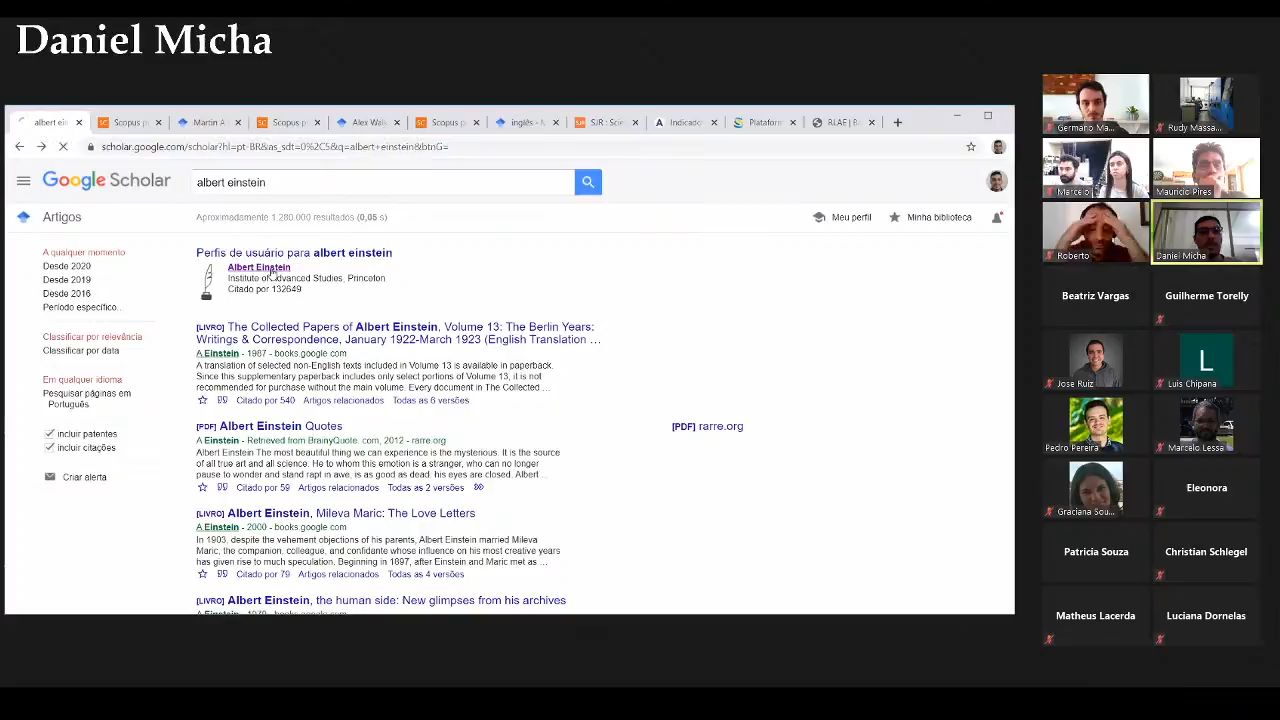 Daniel Micha
albert ein
Scopus p
Martin A
Scopus p
Alex Wal
Scopus p
inglês - M
SJR : Scie
Indicador
Plataform
BLAE | B
scholar.google.com/scholar?hl=pt-BR&as_sdt=0%2C5&q=albert+einstein&btnG=
Google Scholar
albert einstein
Artigos
Aproximadamente 1.280.000 resultados (0,05 s)
Meu perfil
Minha biblioteca
A qualquer momento
Desde 2020
Desde 2019
Desde 2016
Período específico...
Classificar por relevância
Classificar por data
Em qualquer idioma
Pesquisar páginas em
Português
incluir patentes
incluir citações
Criar alerta
Perfis de usuário para albert einstein
Albert Einstein
Institute of Advanced Studies, Princeton
Citado por 132649
[LIVRO] The Collected Papers of Albert Einstein, Volume 13: The Berlin Years:
Writings & Correspondence, January 1922-March 1923 (English Translation ...
A Einstein - 1987 - books.google.com
A translation of selected non-English texts included in Volume 13 is available in paperback.
Since this supplementary paperback includes only select portions of Volume 13, it is not
recommended for purchase without the main volume. Every document in The Collected ...
Citado por 540 Artigos relacionados Todas as 6 versões
[PDF] Albert Einstein Quotes
[PDF] rarre.org
A Einstein - Retrieved from BrainyQuote. com, 2012 - rarre.org
Albert Einstein The most beautiful thing we can experience is the mysterious. It is the source
of all true art and all science. He to whom this emotion is a stranger, who can no longer
pause to wonder and stand rapt in awe, is as good as dead: his eyes are closed. Albert ...
Citado por 59 Artigos relacionados Todas as 2 versões
[LIVRO] Albert Einstein, Mileva Maric: The Love Letters
A Einstein - 2000 - books.google.com
In 1903, despite the vehement objections of his parents, Albert Einstein married Mileva
Maric, the companion, colleague, and confidante whose influence on his most creative years
has given rise to much speculation. Beginning in 1897, after Einstein and Maric met as ...
Citado por 79 Artigos relacionados Todas as 4 versões
[LIVRO] Albert Einstein, the human side: New glimpses from his archives
Germano Ma...
Rudy Massa...
Marcelo
Mauricio Pires
Roberto
Daniel Micha
Beatriz Vargas
Guilherme Torelly
Jose Ruiz
L
Luis Chipana
Pedro Pereira
Marcelo Lessa
Graciana Sou...
Eleonora
Patricia Souza
Christian Schlegel
Matheus Lacerda
Luciana Dornelas